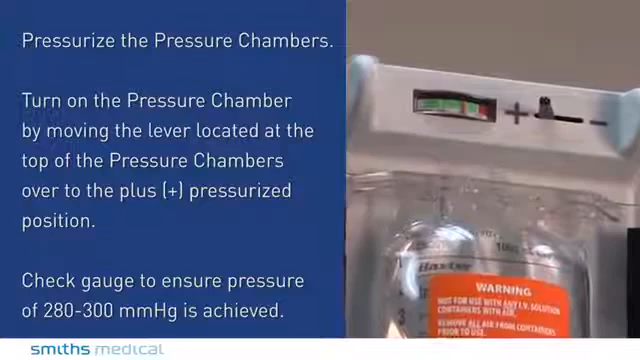 Pressurize the Pressure Chambers.
Turn on the Pressure Chamber
by moving the lever located at the
top of the Pressure Chambers
over to the plus (+) pressurized
position.
Check gauge to ensure pressure
of 280-300 mmHg is achieved.
+ -
Baxter
WARNING
NOT FOR USE WITH ANY I.V. SOLUTION
CONTAINERS WITH AIR.
REMOVE ALL AIR FROM CONTAINERS
PRIOR TO USE.
smiths medical